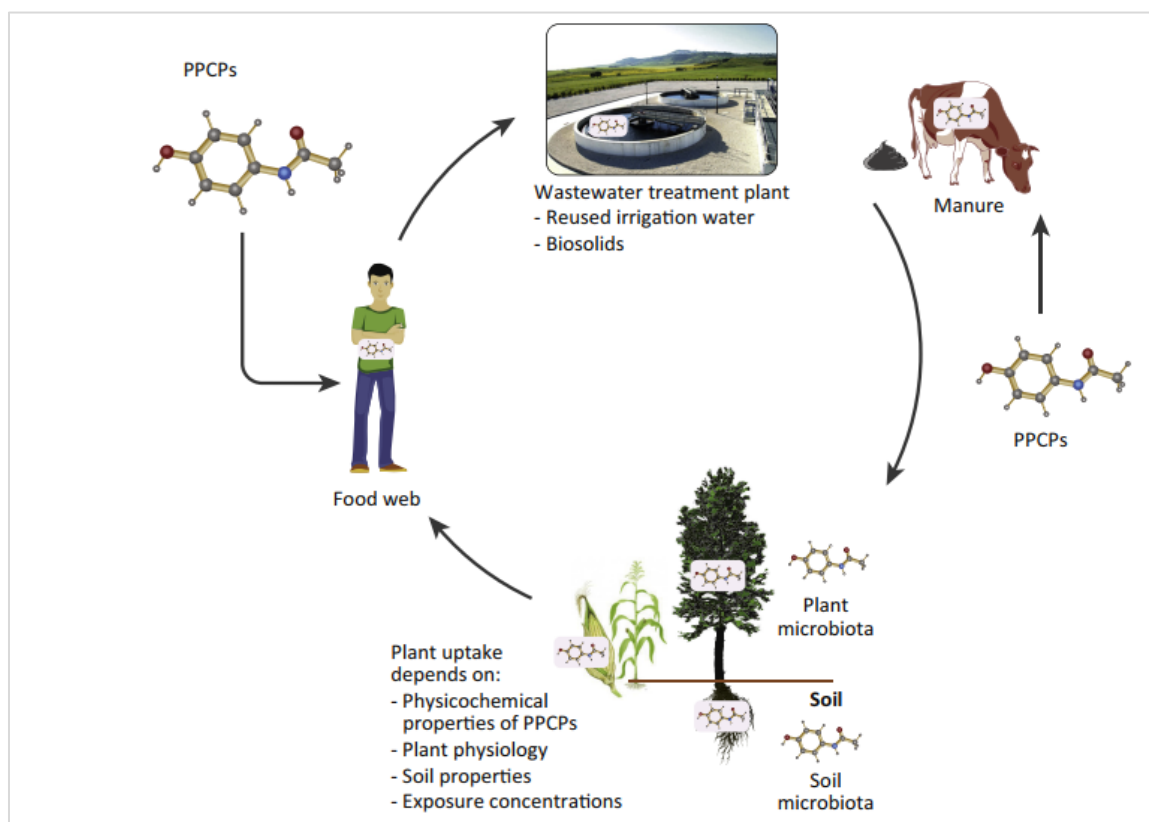 PPCPs
Wastewater treatment plant
- Reused irrigation water
- Biosolids
Manure
Food web
PPCPs
Plant
microbiota
Plant uptake
depends on:
- Physicochemical
properties of PPCPs
- Plant physiology
- Soil properties
- Exposure concentrations
Soil
Soil
microbiota